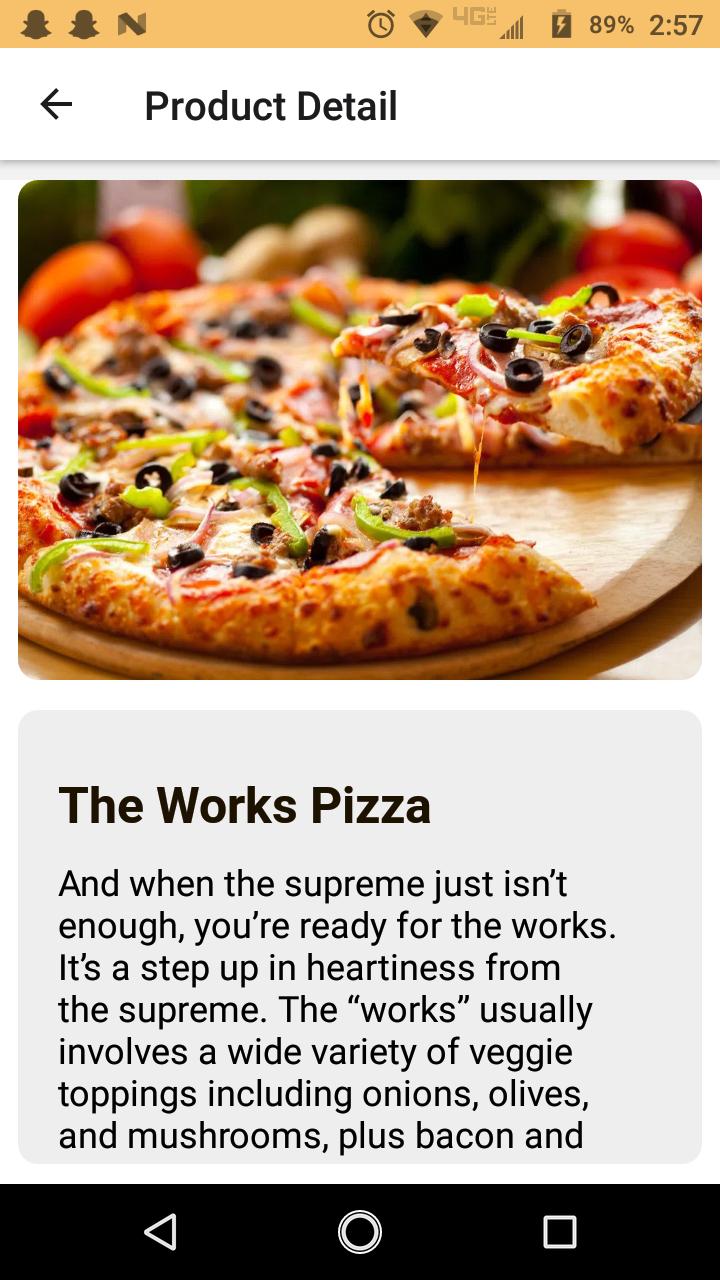 4G LTE 89% 2:57
Product Detail
The Works Pizza
And when the supreme just isn’t
enough, you’re ready for the works.
It’s a step up in heartiness from
the supreme. The “works” usually
involves a wide variety of veggie
toppings including onions, olives,
and mushrooms, plus bacon and